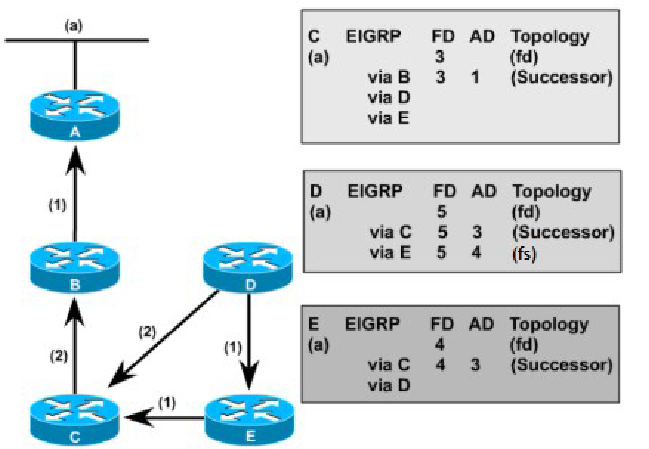 (a)
A
(1)
B
D
(2)
(2)
(1)
(1)
C
E
C EIGRP FD AD Topology
(a) 3 (fd)
via B 3 1 (Successor)
via D
via E
D EIGRP FD AD Topology
(a) 5 (fd)
via C 5 3 (Successor)
via E 5 4 (fs)
E EIGRP FD AD Topology
(a) 4 (fd)
via C 4 3 (Successor)
via D